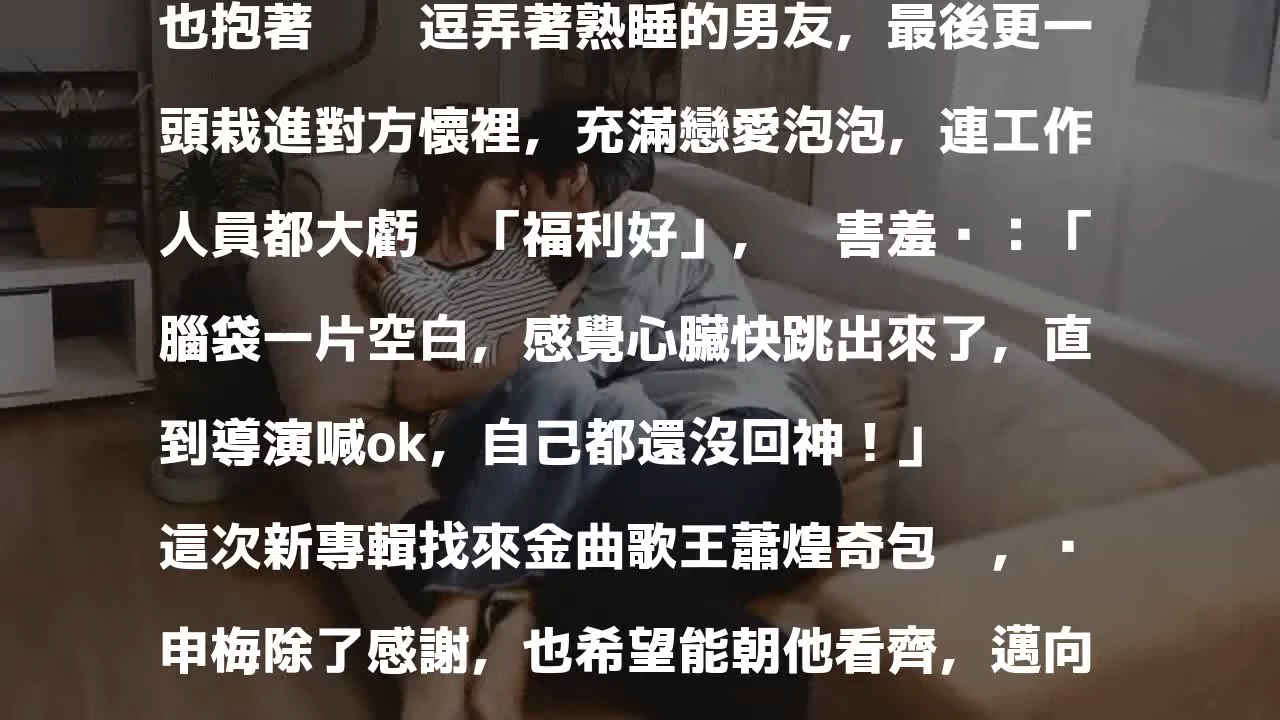 也抱著　　逗弄著熟睡的男友，最後更一
頭栽進對方懷裡，充滿戀愛泡泡，連工作
人員都大虧　「福利好」，　害羞·：「
腦袋一片空白，感覺心臟快跳出來了，直
到導演喊ok，自己都還沒回神！」
這次新專輯找來金曲歌王蕭煌奇包　，·
申梅除了感謝，也希望能朝他看齊，邁向